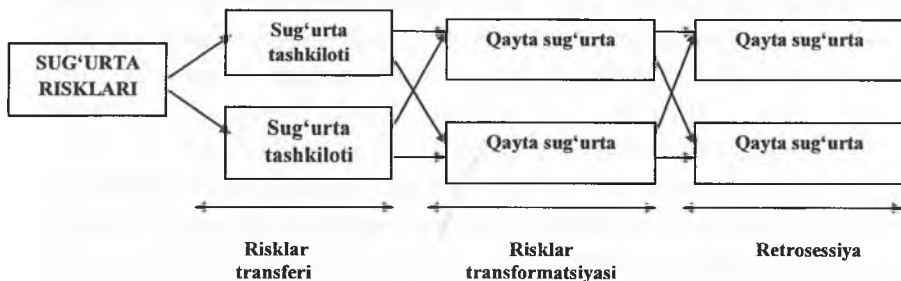 SUG‘URTA
RISKLARI
Sug‘urta
tashkiloti
Sug‘urta
tashkiloti
Qayta sug‘urta
Qayta sug‘urta
Qayta sug‘urta
Qayta sug‘urta
Risklar
transferi
Risklar
transformatsiyasi
Retrosessiya